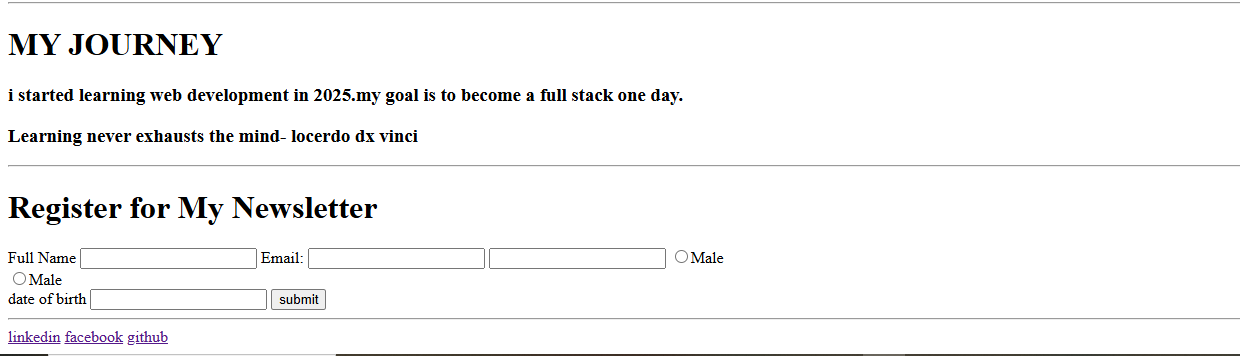 MY JOURNEY
i started learning web development in 2025.my goal is to become a full stack one day.
Learning never exhausts the mind- locerdo dx vinci
Register for My Newsletter
Full Name Email: Male
Male
date of birth submit
linkedin facebook github